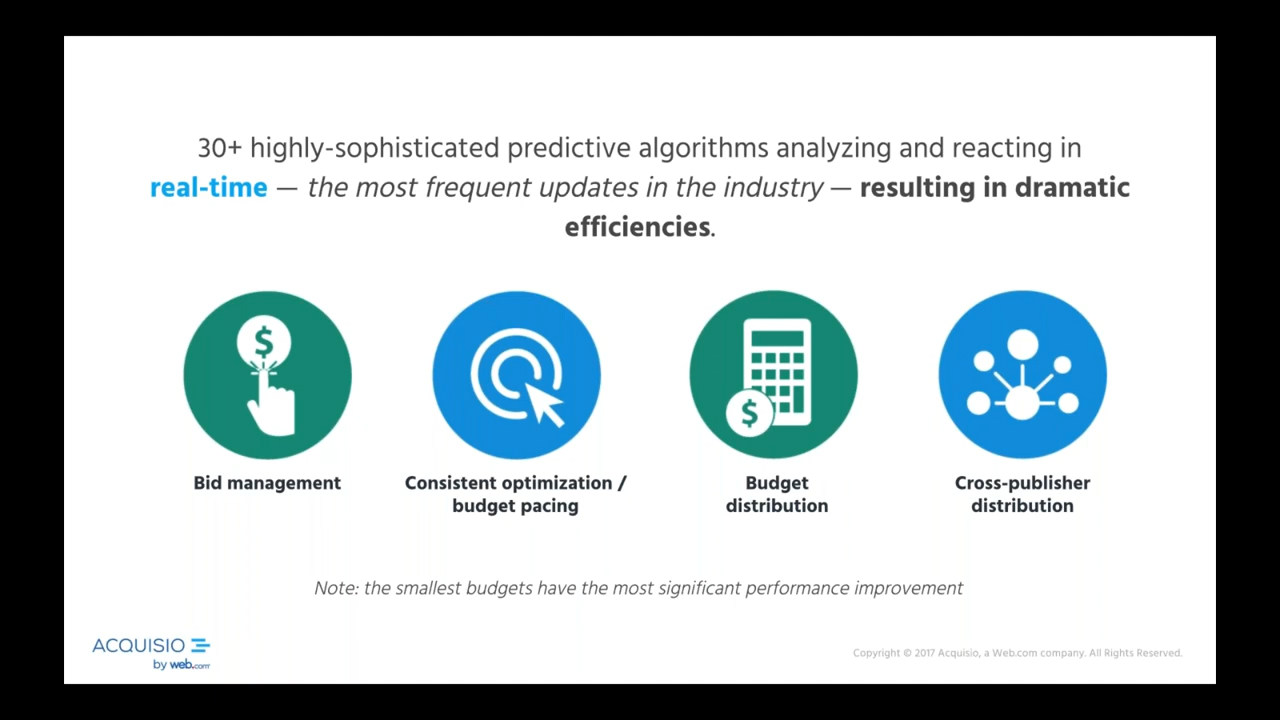 30+ highly-sophisticated predictive algorithms analyzing and reacting in
real-time — the most frequent updates in the industry — resulting in dramatic
efficiencies.
$
$
Bid management
Consistent optimization /
budget pacing
Budget
distribution
Cross-publisher
distribution
Note: the smallest budgets have the most significant performance improvement
ACQUISIO
by web.com
Copyright © 2017 Acquisio, a Web.com company. All Rights Reserved.